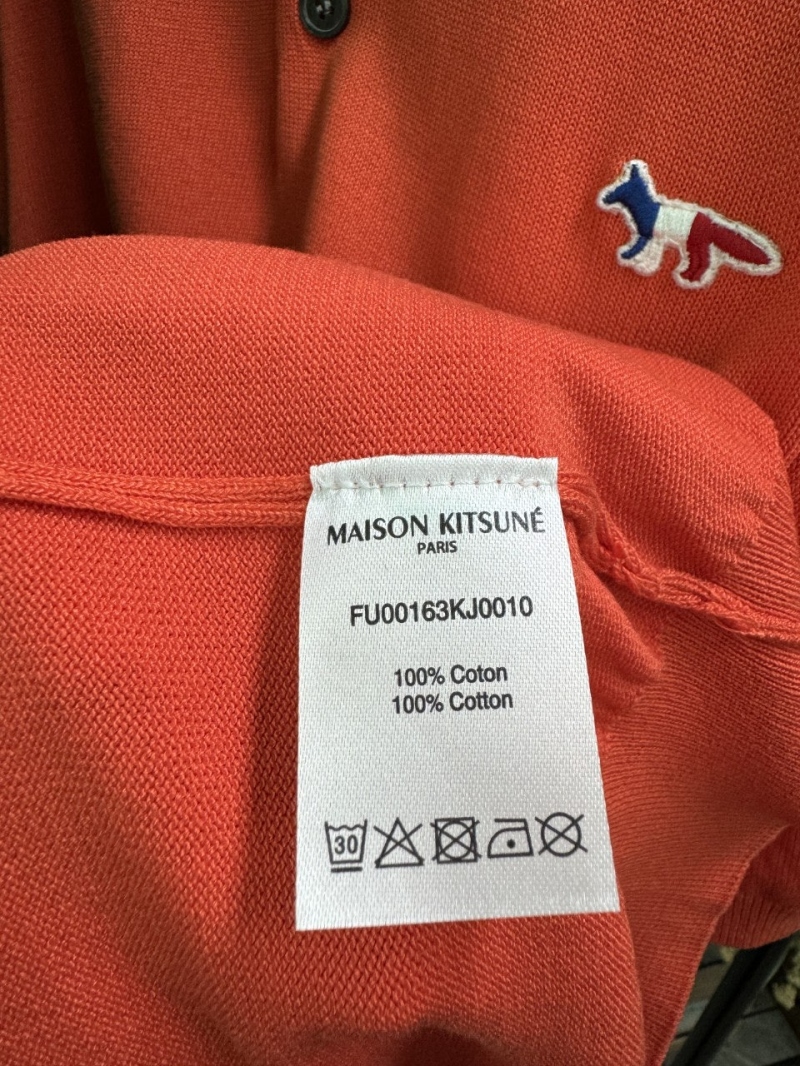 MAISON KITSUNÉ
PARIS
FU00163KJ0010
100% Coton
100% Cotton
30